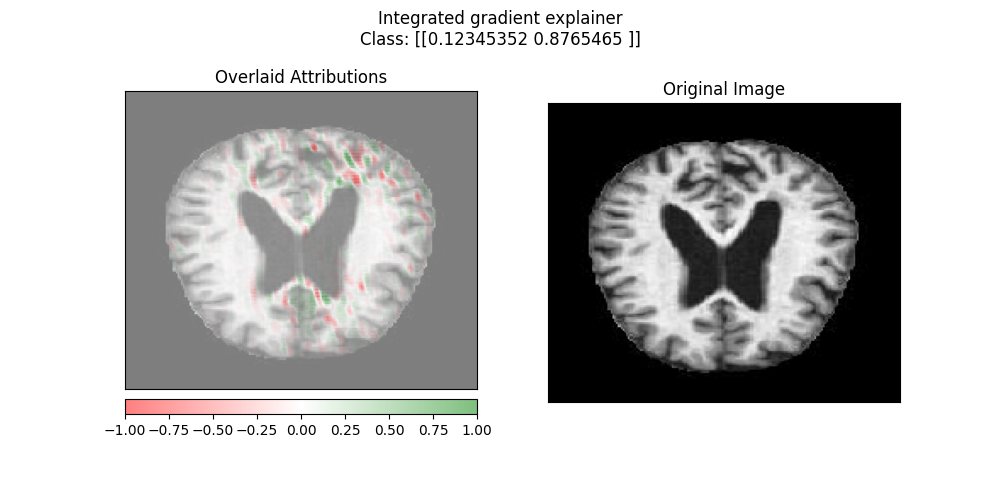 Integrated gradient explainer
Class: [[0.12345352 0.8765465 ]]
Overlaid Attributions
Original Image
−1.00 −0.75 −0.50 −0.25 0.00 0.25 0.50 0.75 1.00